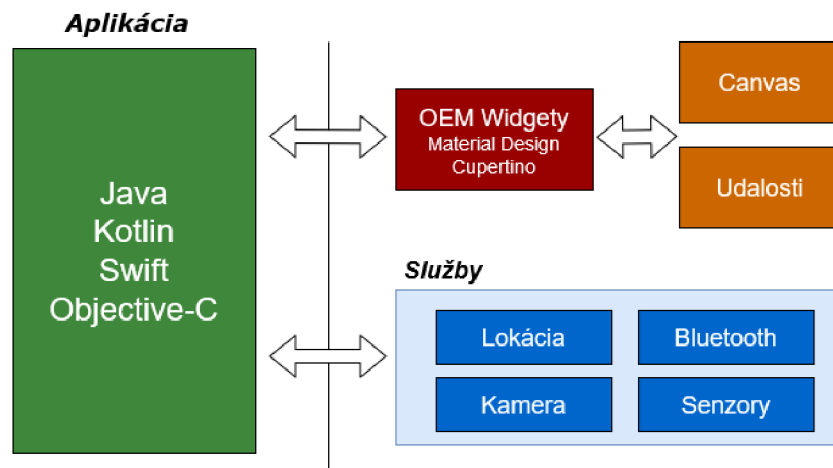 Aplikácia
Java
Kotlin
Swift
Objective-C
OEM Widgety
Material Design
Cupertino
Canvas
Udalosti
Služby
Lokácia
Bluetooth
Kamera
Senzory